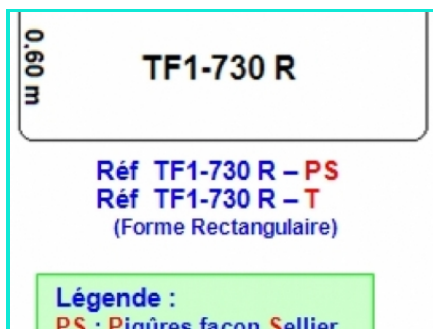 0.60 m
TF1-730 R
Réf TF1-730 R – PS
Réf TF1-730 R – T
(Forme Rectangulaire)
Légende :
PS : Piqûres façon Sellier